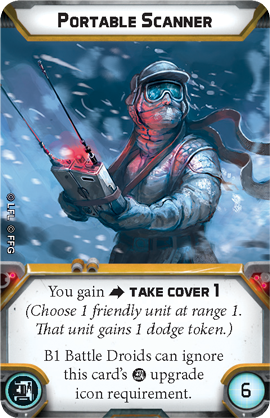 PORTABLE SCANNER
© LFL © FFG
You gain TAKE COVER 1
(Choose 1 friendly unit at range 1.
That unit gains 1 dodge token.)
B1 Battle Droids can ignore
this card's upgrade
icon requirement.
6